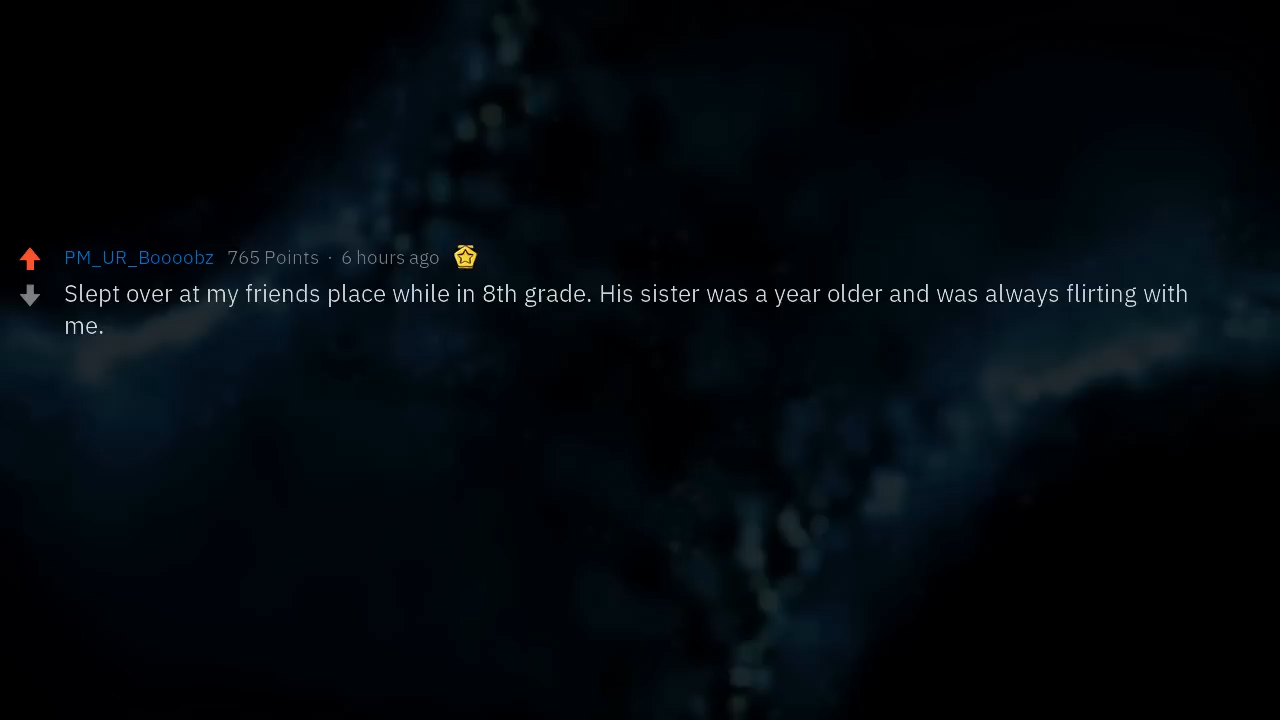 PM_UR_Boooobz 765 Points · 6 hours ago
Slept over at my friends place while in 8th grade. His sister was a year older and was always flirting with
me.